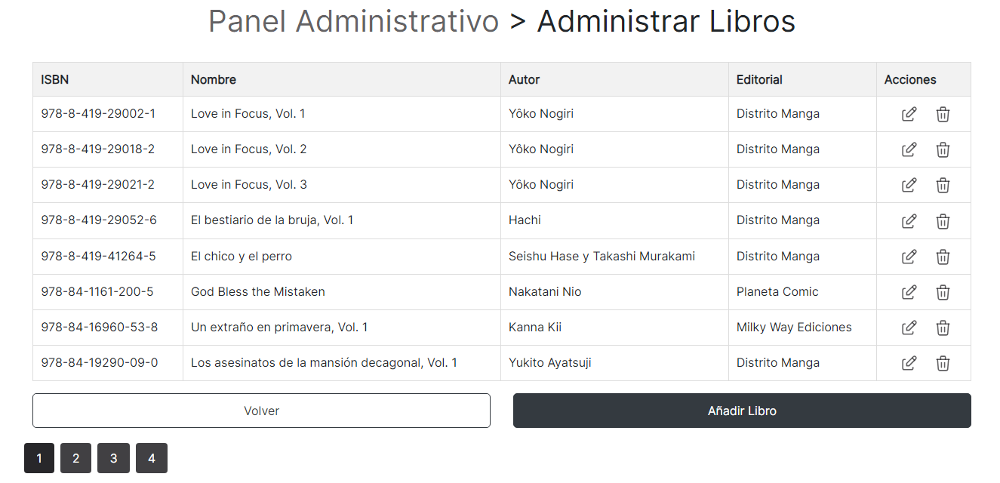 Panel Administrativo > Administrar Libros
ISBN Nombre Autor Editorial Acciones
978-8-419-29002-1 Love in Focus, Vol. 1 Yôko Nogiri Distrito Manga
978-8-419-29018-2 Love in Focus, Vol. 2 Yôko Nogiri Distrito Manga
978-8-419-29021-2 Love in Focus, Vol. 3 Yôko Nogiri Distrito Manga
978-8-419-29052-6 El bestiario de la bruja, Vol. 1 Hachi Distrito Manga
978-8-419-41264-5 El chico y el perro Seishu Hase y Takashi Murakami Distrito Manga
978-84-1161-200-5 God Bless the Mistaken Nakatani Nio Planeta Comic
978-84-16960-53-8 Un extraño en primavera, Vol. 1 Kanna Kii Milky Way Ediciones
978-84-19290-09-0 Los asesinatos de la mansión decagonal, Vol. 1 Yukito Ayatsuji Distrito Manga
Volver Añadir Libro
1 2 3 4